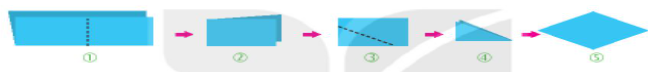 ① ② ③ ④ ⑤